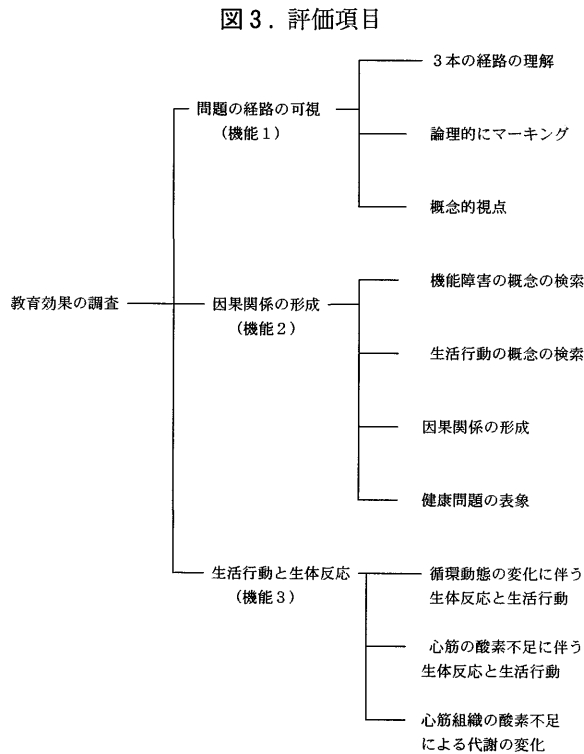 図3. 評価項目
3本の経路の理解
問題の経路の可視
(機能1)
論理的にマーキング
概念的視点
機能障害の概念の検索
教育効果の調査
因果関係の形成
(機能2)
生活行動の概念の検索
因果関係の形成
健康問題の表象
生活行動と生体反応
(機能3)
循環動態の変化に伴う
生体反応と生活行動
心筋の酸素不足に伴う
生体反応と生活行動
心筋組織の酸素不足
による代謝の変化